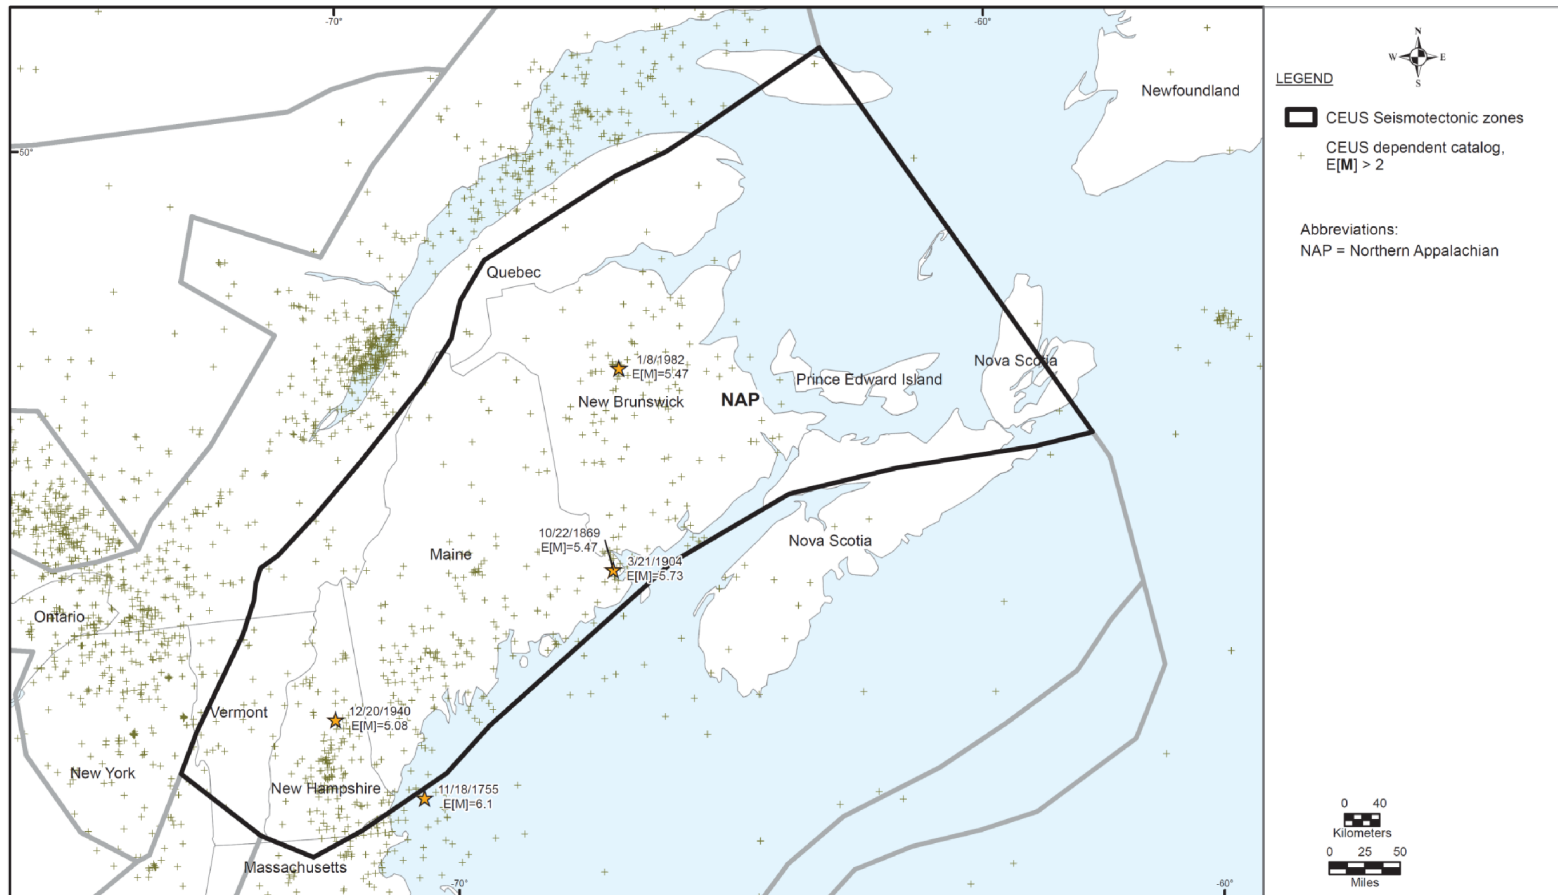 -70°
-60°
N
W E
S
LEGEND
Newfoundland
CEUS Seismotectonic zones
50°
CEUS dependent catalog,
E[M] > 2
Abbreviations:
NAP = Northern Appalachian
Quebec
1/8/1982
E[M]=5.47
Nova Scotia
Prince Edward Island
New Brunswick
NAP
10/22/1869
E[M]=5.47
Maine
3/21/1904
E[M]=5.73
Nova Scotia
Ontario
Vermont
12/20/1940
E[M]=5.08
New York
New Hampshire
11/18/1755
E[M]=6.1
0 40
Kilometers
0 25 50
Miles
Massachusetts
-70°
-60°